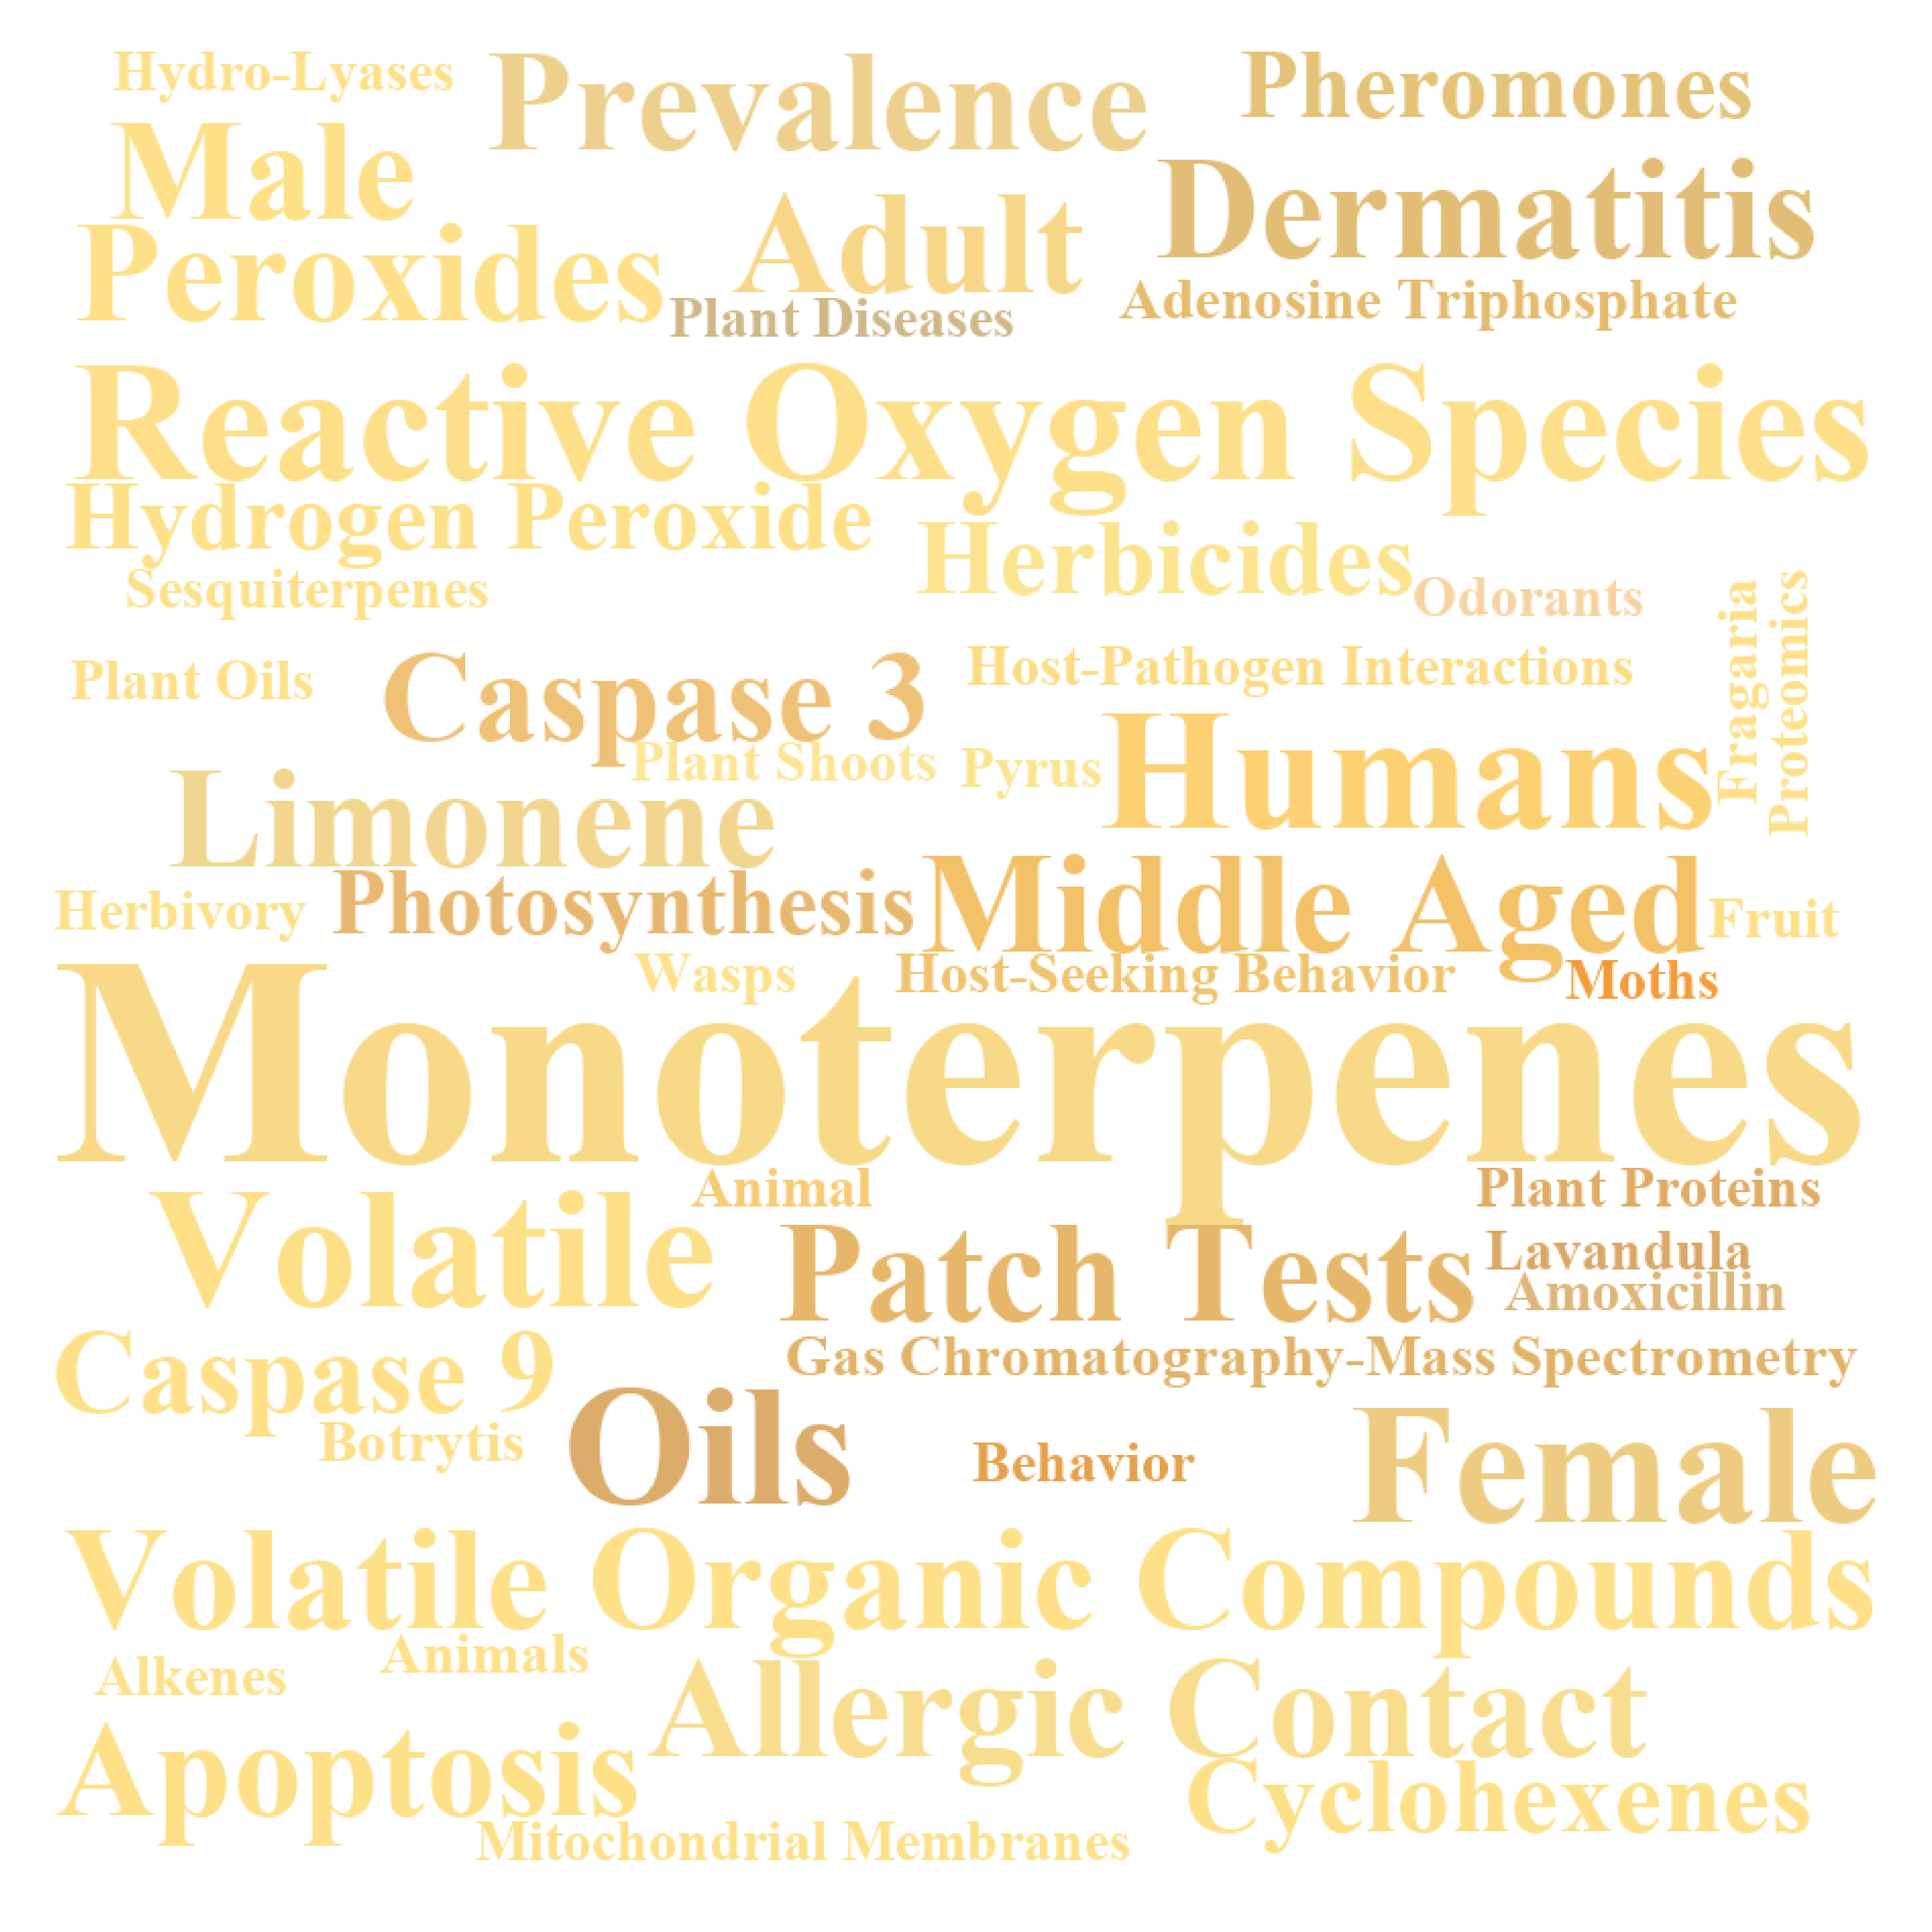 Hydro-Lyases
Prevalence
Pheromones
Male
Adult
Dermatitis
Peroxides
Plant Diseases
Adenosine Triphosphate
Reactive Oxygen Species
Hydrogen Peroxide
Herbicides
Odorants
Sesquiterpenes
Fragaria
Proteomics
Plant Oils
Caspase 3
Host-Pathogen Interactions
Plant Shoots
Pyrus
Humans
Limonene
Herbivory
Photosynthesis
Middle Aged
Fruit
Wasps
Host-Seeking Behavior
Moths
Monoterpenes
Animal
Plant Proteins
Volatile
Patch Tests
Lavandula
Amoxicillin
Caspase 9
Gas Chromatography-Mass Spectrometry
Botrytis
Oils
Behavior
Female
Volatile Organic Compounds
Alkenes
Animals
Allergic Contact
Apoptosis
Cyclohexenes
Mitochondrial Membranes